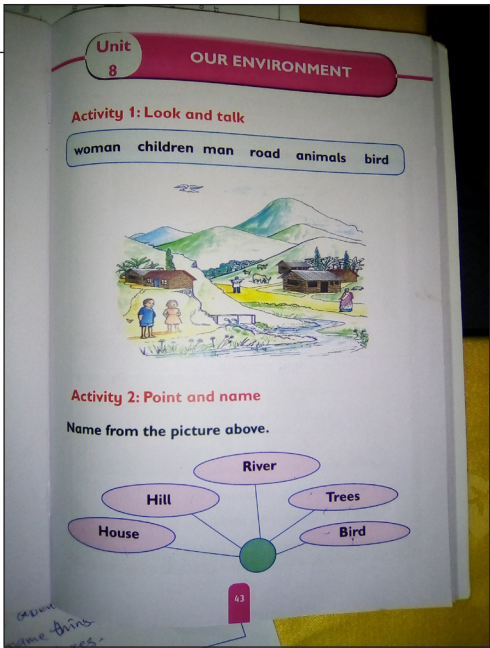 Unit
8
OUR ENVIRONMENT
Activity 1: Look and talk
woman children man road animals bird
Activity 2: Point and name
Name from the picture above.
River
Hill
Trees
House
Bird
43
thing.